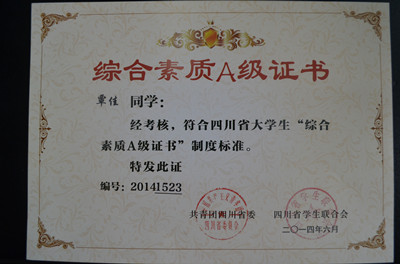 综合素质A级证书
覃佳 同学：
经考核，符合四川省大学生“综合
素质A级证书”制度标准。
特发此证
编号：20141523
共青团四川省委 四川省学生联合会
二〇一四年六月